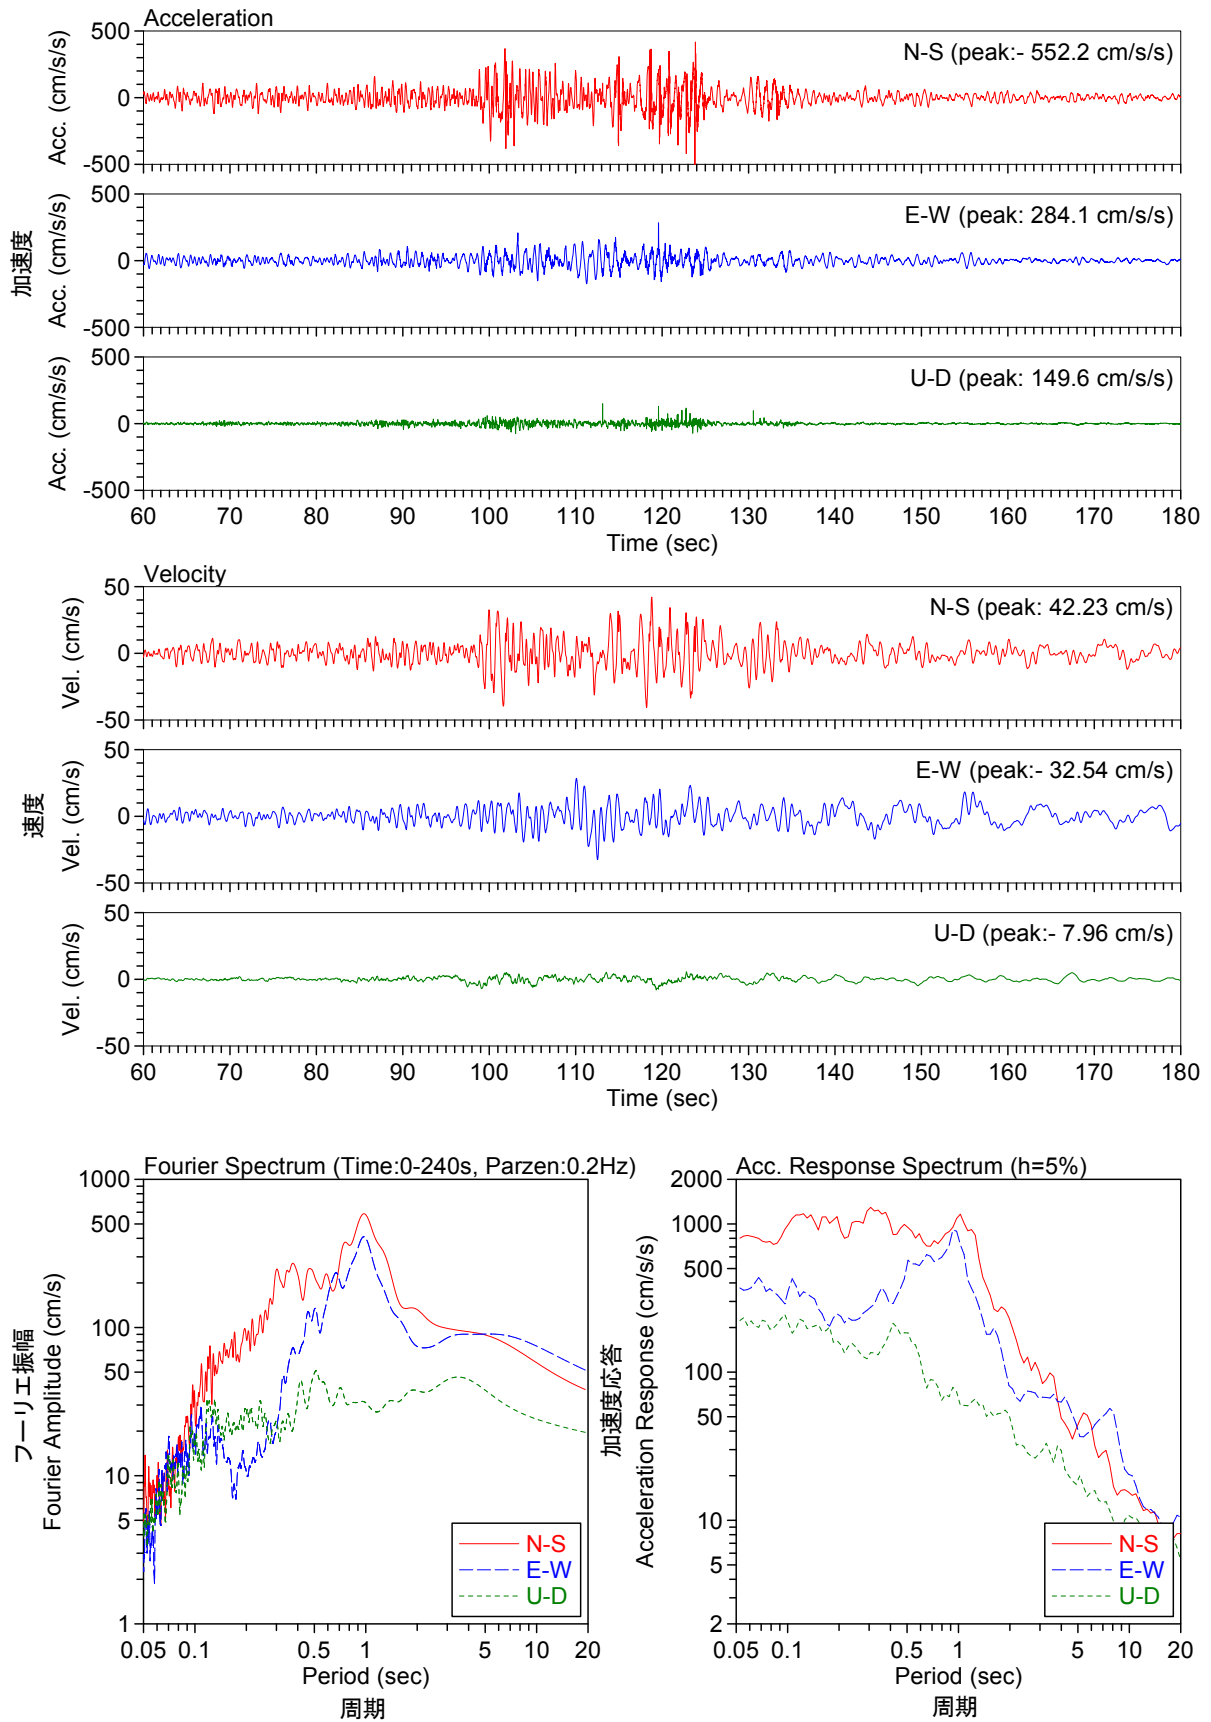 Acceleration
N-S (peak:- 552.2 cm/s/s)
500
0
-500
Acc. (cm/s/s)
E-W (peak: 284.1 cm/s/s)
500
0
-500
Acc. (cm/s/s)
加速度
U-D (peak: 149.6 cm/s/s)
500
0
-500
Acc. (cm/s/s)
60 70 80 90 100 110 120 130 140 150 160 170 180
Time (sec)
Velocity
N-S (peak: 42.23 cm/s)
50
0
-50
Vel. (cm/s)
E-W (peak:- 32.54 cm/s)
50
0
-50
Vel. (cm/s)
速度
U-D (peak:- 7.96 cm/s)
50
0
-50
Vel. (cm/s)
60 70 80 90 100 110 120 130 140 150 160 170 180
Time (sec)
Fourier Spectrum (Time:0-240s, Parzen:0.2Hz)
1000
500
100
50
10
5
1
フーリエ振幅
Fourier Amplitude (cm/s)
N-S
E-W
U-D
0.05 0.1 0.5 1 5 10 20
Period (sec)
周期
Acc. Response Spectrum (h=5%)
2000
1000
500
100
50
10
5
2
加速度応答
Acceleration Response (cm/s/s)
N-S
E-W
U-D
0.05 0.1 0.5 1 5 10 20
Period (sec)
周期